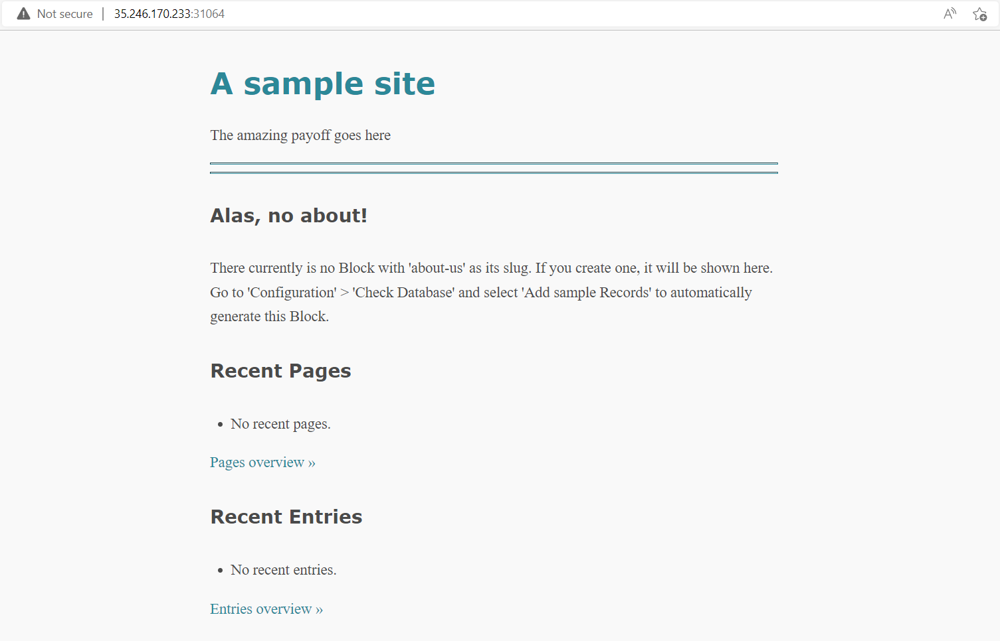 Not secure | 35.246.170.233:31064
A sample site
The amazing payoff goes here
Alas, no about!
There currently is no Block with 'about-us' as its slug. If you create one, it will be shown here.
Go to 'Configuration' > 'Check Database' and select 'Add sample Records' to automatically
generate this Block.
Recent Pages
• No recent pages.
Pages overview »
Recent Entries
• No recent entries.
Entries overview »